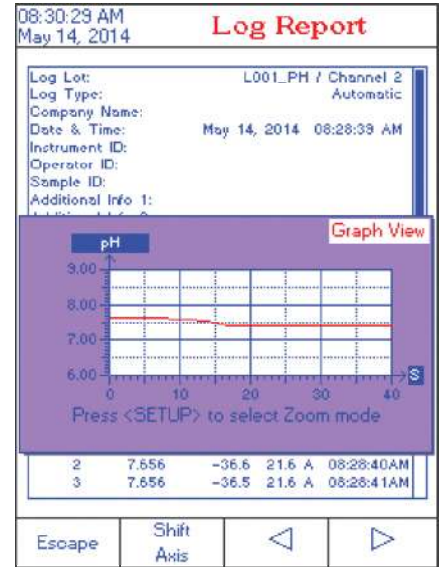 08:30:29 AM
May 14, 2014
Log Report
Log Lot: L001_PH / Channel 2
Log Type: Automatic
Company Name:
Date & Time: May 14, 2014 08:28:39 AM
Instrument ID:
Operator ID:
Sample ID:
Additional Info 1:
Graph View
pH
9.00
8.00
7.00
6.00
S
0 10 20 30 40
Press <SETUP> to select Zoom mode
2 7.656 -36.6 21.6 A 08:28:40AM
3 7.656 -36.5 21.6 A 08:28:41AM
Escape
Shift
Axis